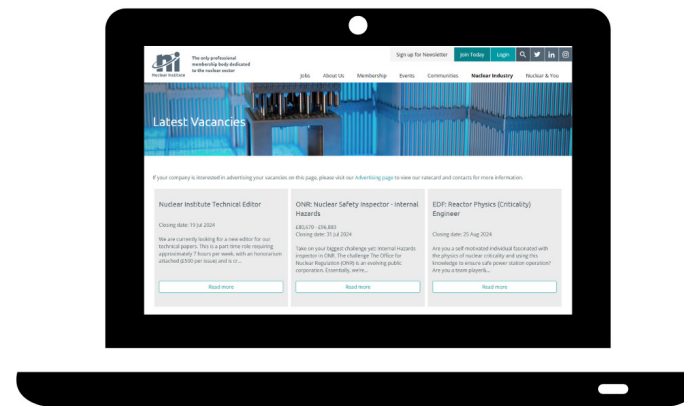 The only professional
membership body dedicated
to the nuclear sector
Nuclear Institute
Sign up for Newsletter
Join Today
Login
Jobs
About Us
Membership
Events
Communities
Nuclear Industry
Nuclear & You
Latest Vacancies
If your company is interested in advertising your vacancies on this page, please visit our Advertising page to view our ratecard and contacts for more information.
Nuclear Institute Technical Editor
Closing date: 15 Jul 2024
We are currently looking for a new editor for our
technical papers. This is a part time role requiring
approximately 7 hours per week, with an honorarium
attached (£500 per issue) and is cr...
Read more
ONR: Nuclear Safety Inspector - Internal
Hazards
Closing date: 31 Jul 2024
Take on your biggest challenge yet: Internal Hazards
inspector in ONR. The challenge The Office for
Nuclear Regulation (ONR) is an evolving public
corporation. Essentially, we're...
Read more
EDF: Reactor Physics (Criticality)
Engineer
Closing date: 25 Aug 2024
Are you a self-motivated individual fascinated with
the physics of nuclear criticality and using this
knowledge to ensure safe power station operation?
Are you a team player&...
Read more